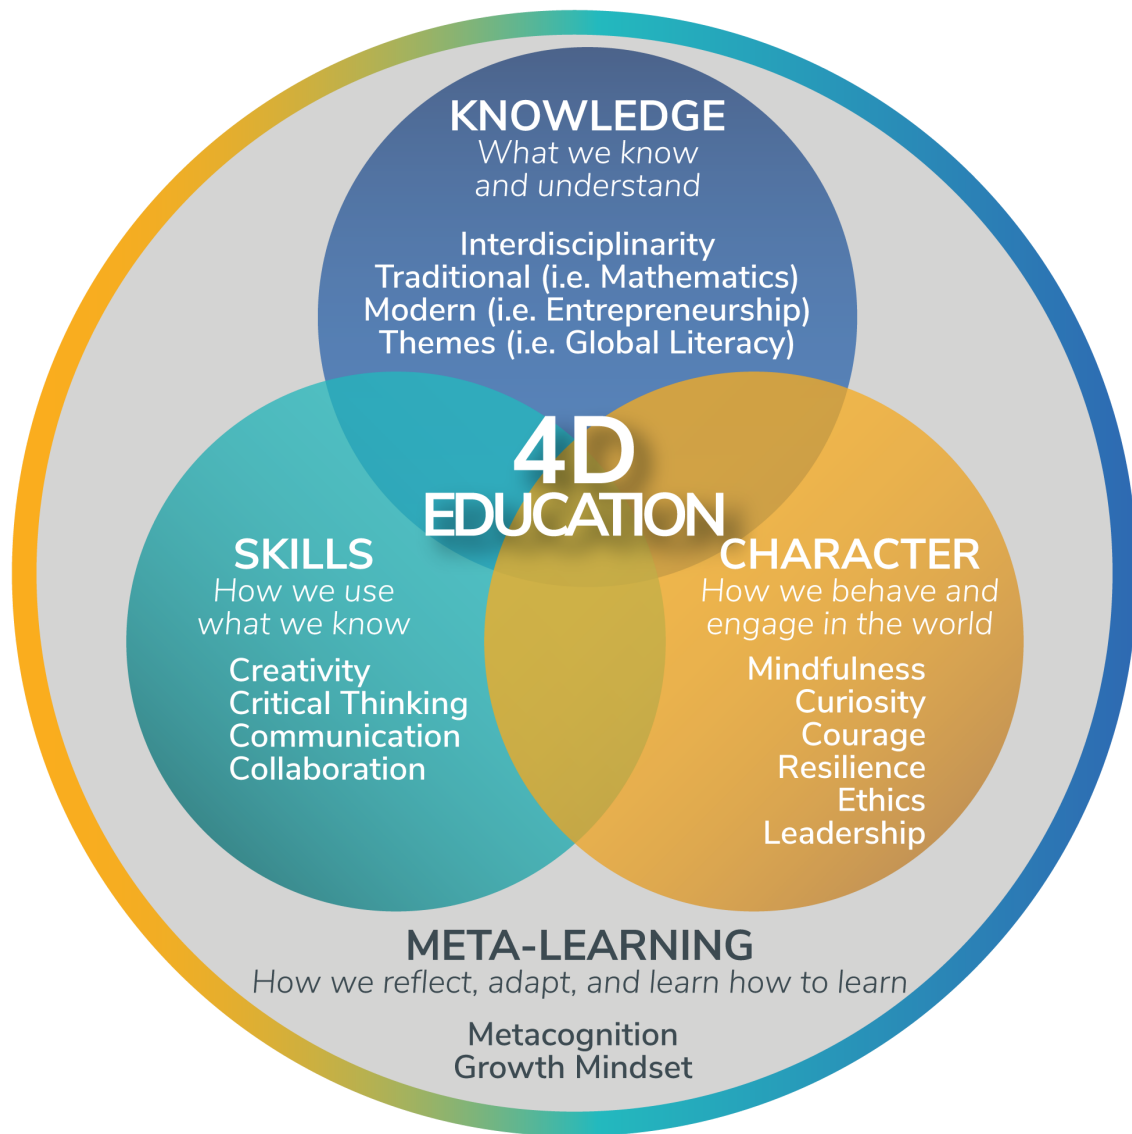 KNOWLEDGE
What we know
and understand
Interdisciplinarity
Traditional (i.e. Mathematics)
Modern (i.e. Entrepreneurship)
Themes (i.e. Global Literacy)
4D
EDUCATION
SKILLS
How we use
what we know
Creativity
Critical Thinking
Communication
Collaboration
CHARACTER
How we behave and
engage in the world
Mindfulness
Curiosity
Courage
Resilience
Ethics
Leadership
META-LEARNING
How we reflect, adapt, and learn how to learn
Metacognition
Growth Mindset